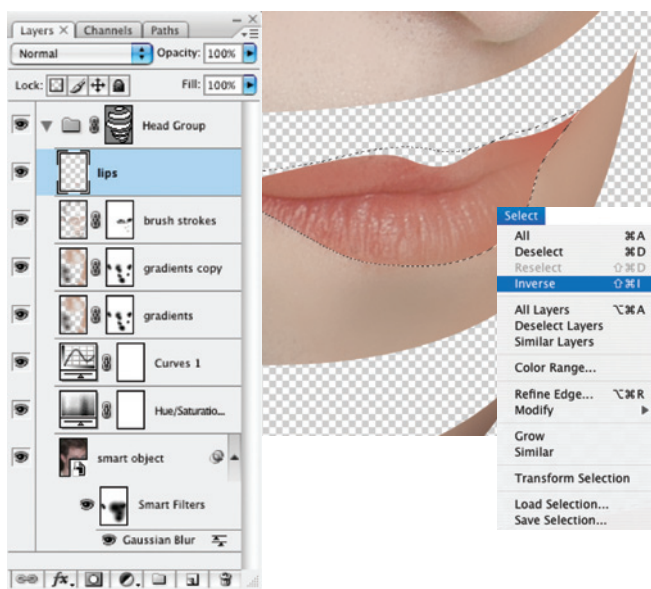 Layers × Channels Paths
Normal Opacity: 100%
Lock: Fill: 100%
Head Group
lips
brush strokes
gradients copy
gradients
Curves 1
Hue/Saturatio...
smart object
Smart Filters
Gaussian Blur
fx.
Select
All ⌘A
Deselect ⌘D
Reselect ⇧⌘D
Inverse ⇧⌘I
All Layers ⌥⌘A
Deselect Layers
Similar Layers
Color Range...
Refine Edge... ⌥⌘R
Modify
Grow
Similar
Transform Selection
Load Selection...
Save Selection...